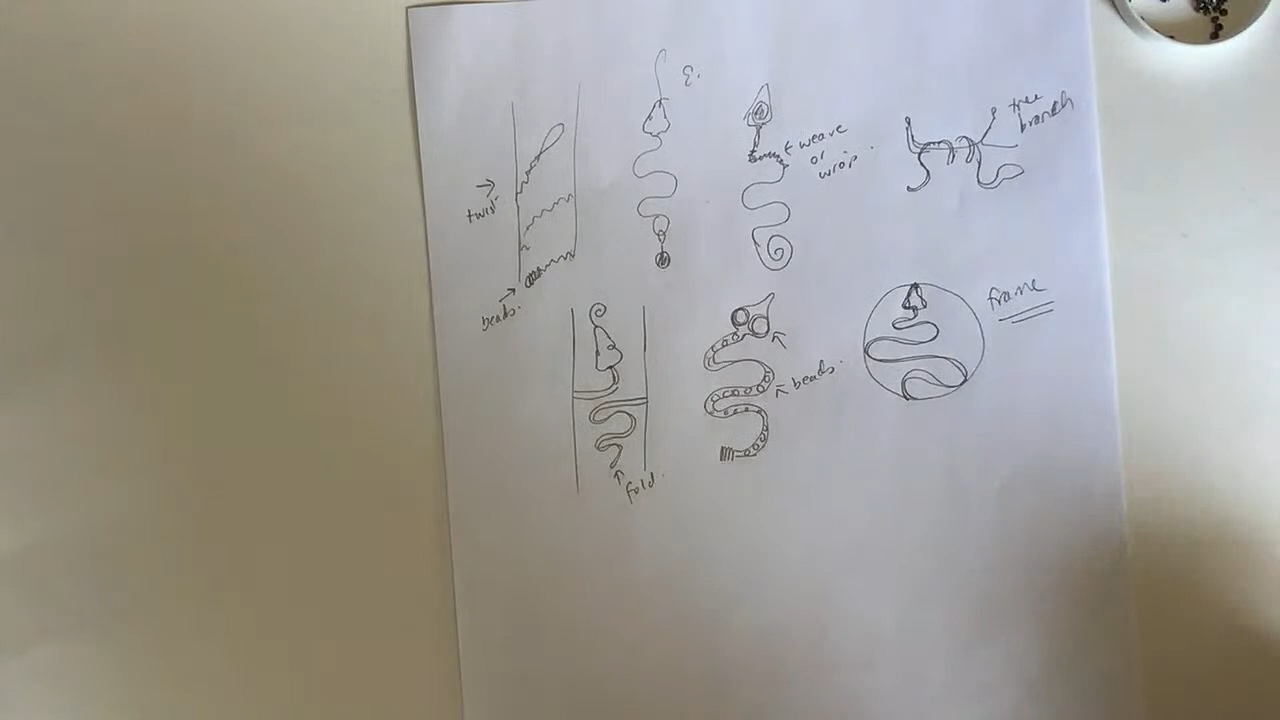 twist
beads.
weave
or
wrap
tree
branch
fold.
beads.
frame